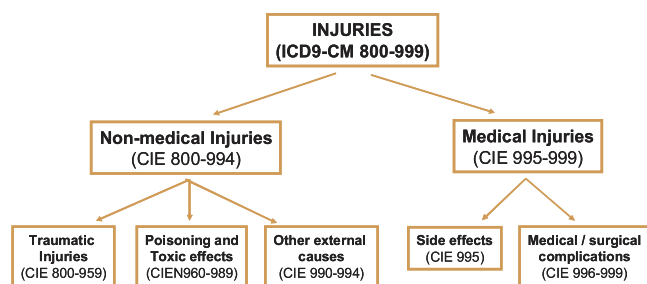 INJURIES
(ICD9-CM 800-999)
Non-medical Injuries
(CIE 800-994)
Medical Injuries
(CIE 995-999)
Traumatic
Injuries
(CIE 800-959)
Poisoning and
Toxic effects
(CIEN960-989)
Other external
causes
(CIE 990-994)
Side effects
(CIE 995)
Medical / surgical
complications
(CIE 996-999)